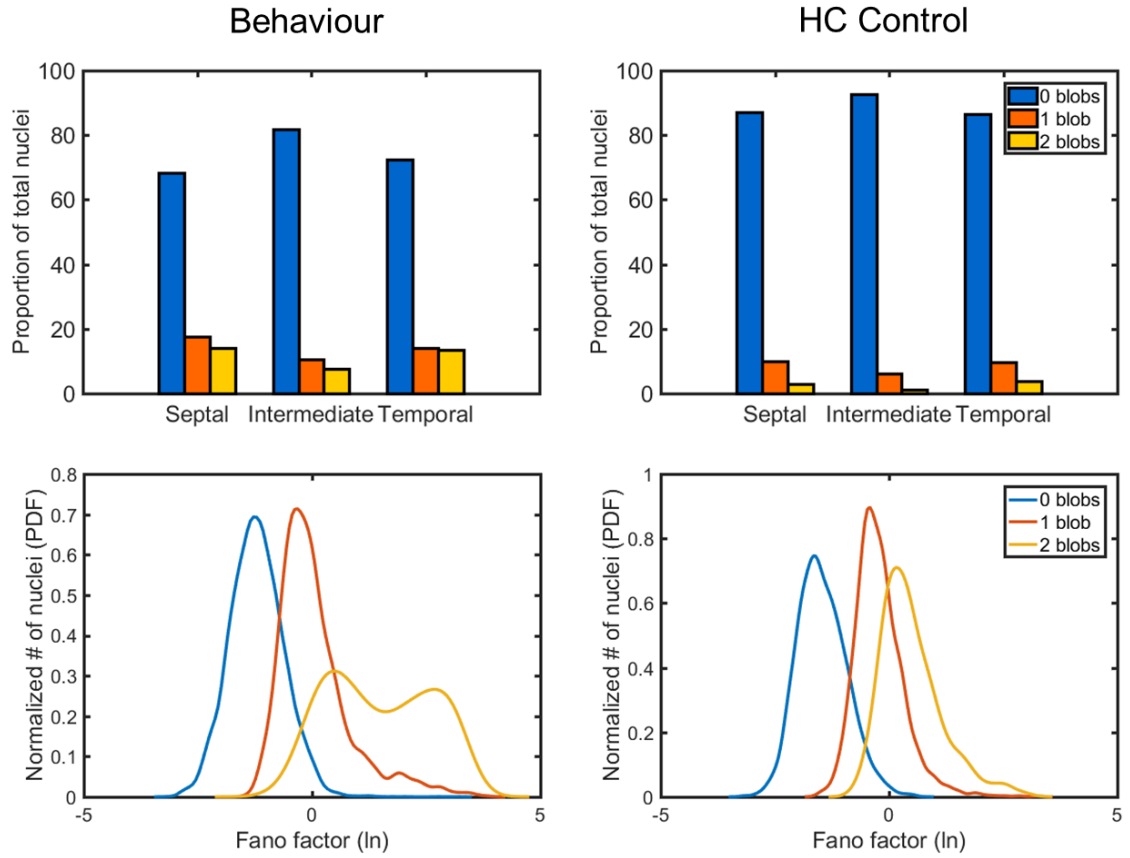 Behaviour
HC Control
Proportion of total nuclei
100
80
60
40
20
0
Septal
Intermediate
Temporal
Proportion of total nuclei
100
80
60
40
20
0
Septal
Intermediate
Temporal
0 blobs
1 blob
2 blobs
Normalized # of nuclei (PDF)
0.8
0.7
0.6
0.5
0.4
0.3
0.2
0.1
0
-5
0
5
Fano factor (ln)
Normalized # of nuclei (PDF)
1
0.8
0.6
0.4
0.2
0
-5
0
5
Fano factor (ln)
0 blobs
1 blob
2 blobs